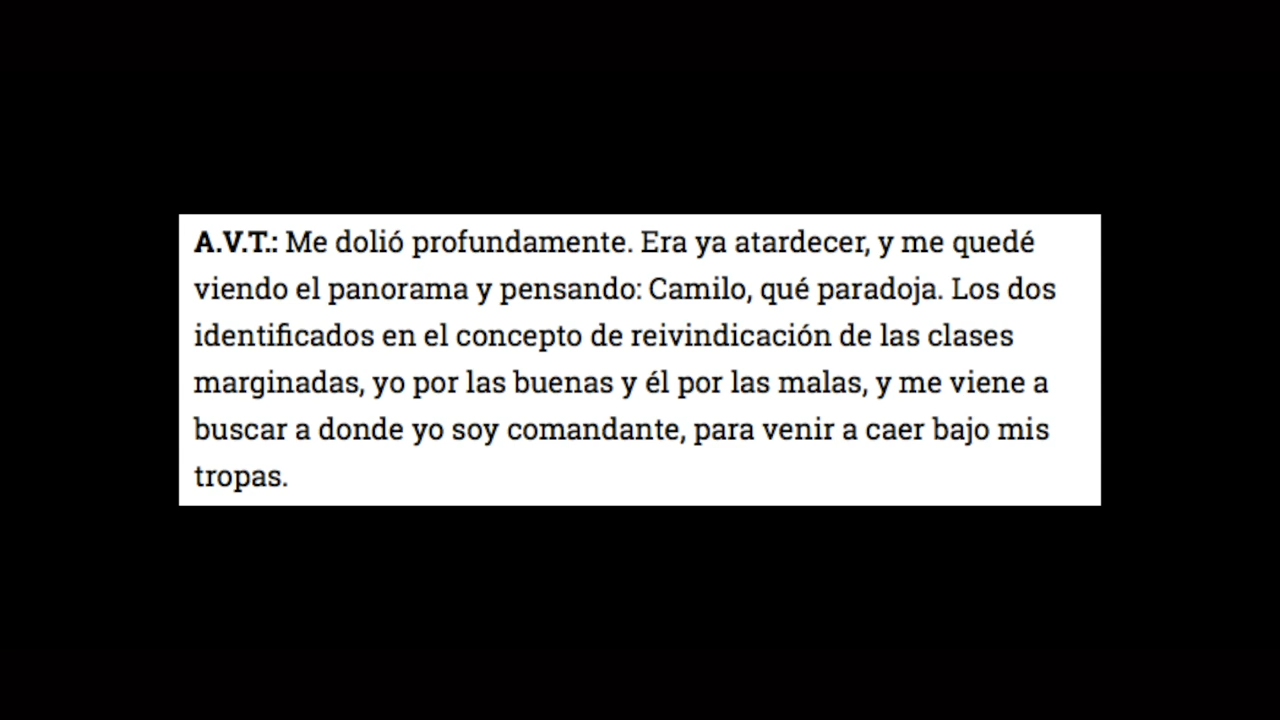 A.V.T.: Me dolió profundamente. Era ya atardecer, y me quedé
viendo el panorama y pensando: Camilo, qué paradoja. Los dos
identificados en el concepto de reivindicación de las clases
marginadas, yo por las buenas y él por las malas, y me viene a
buscar a donde yo soy comandante, para venir a caer bajo mis
tropas.